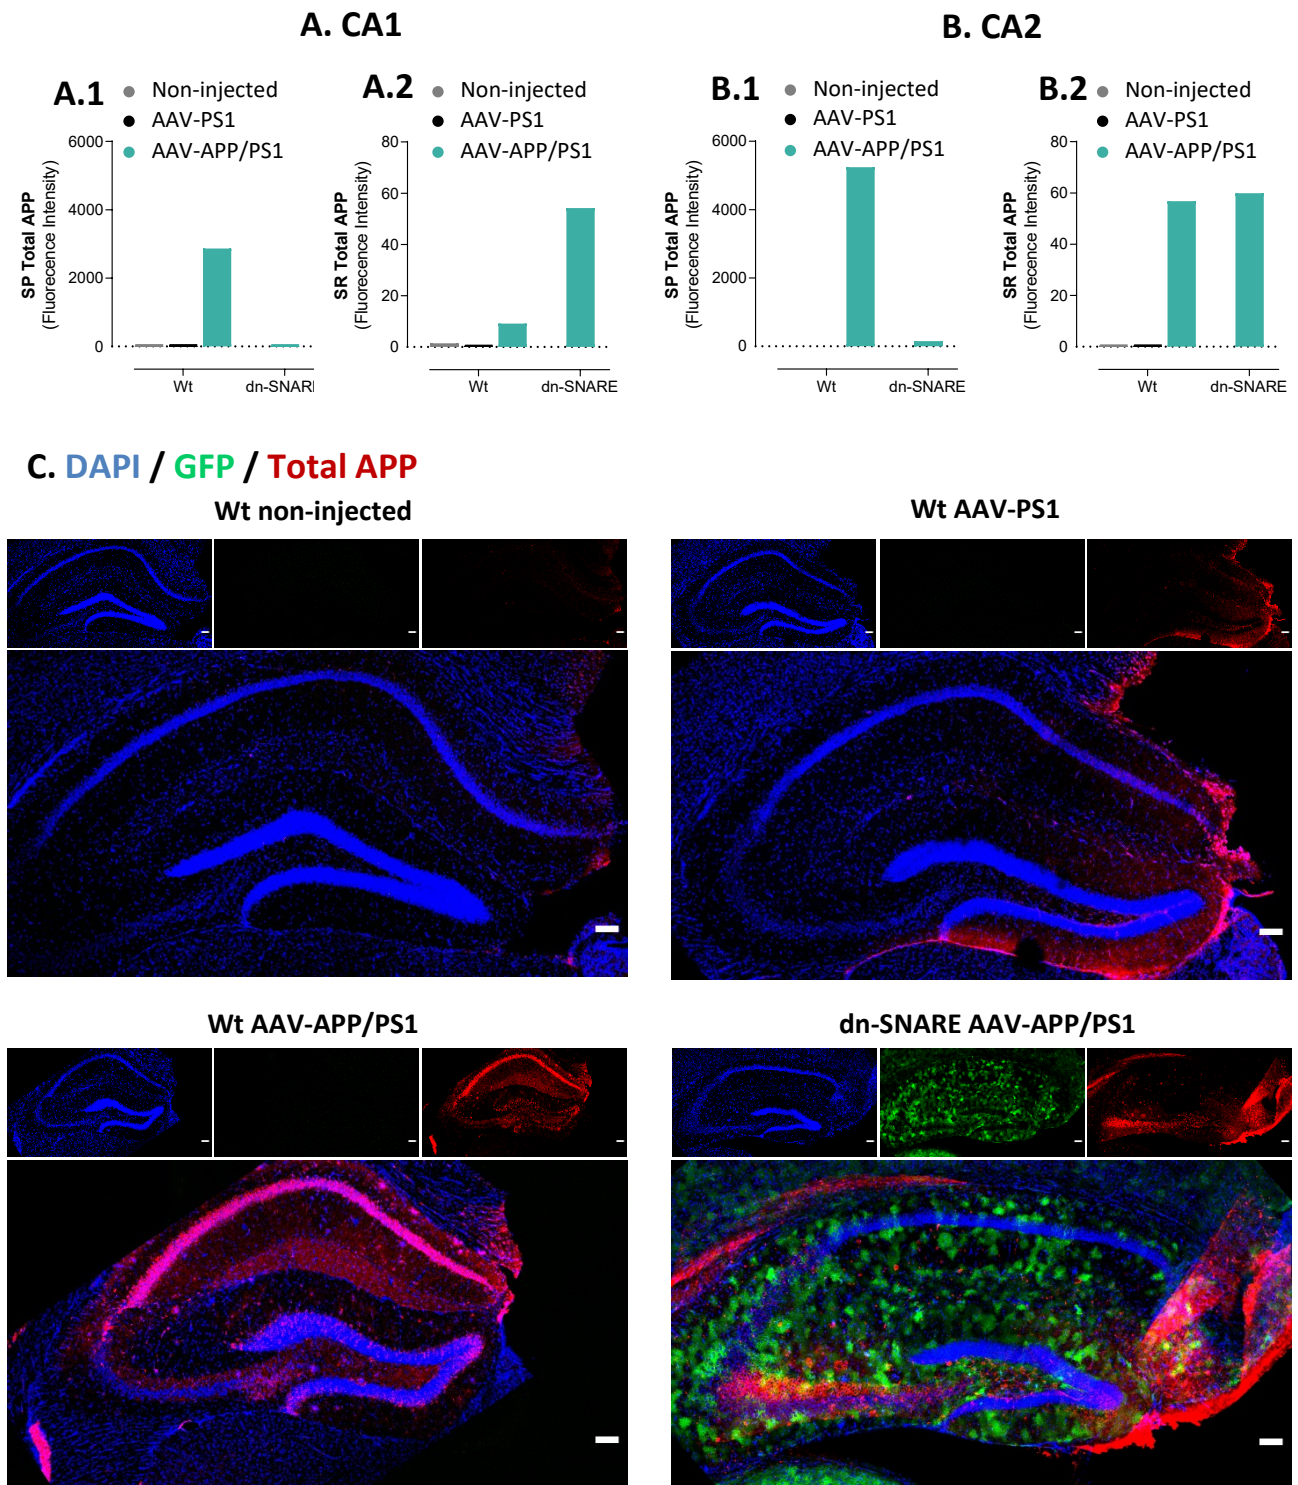 A. CA1
B. CA2
A.1
Non-injected
AAV-PS1
AAV-APP/PS1
6000
4000
2000
0
SP Total APP
(Fluorecence Intensity)
Wt
dn-SNARI
A.2
Non-injected
AAV-PS1
AAV-APP/PS1
80
60
40
20
0
SR Total APP
(Fluorecence Intensity)
Wt
dn-SNARE
B.1
Non-injected
AAV-PS1
AAV-APP/PS1
6000
4000
2000
0
SP Total APP
(Fluorecence Intensity)
Wt
dn-SNARE
B.2
Non-injected
AAV-PS1
AAV-APP/PS1
80
60
40
20
0
SR Total APP
(Fluorecence Intensity)
Wt
dn-SNARE
C. DAPI / GFP / Total APP
Wt non-injected
Wt AAV-PS1
Wt AAV-APP/PS1
dn-SNARE AAV-APP/PS1